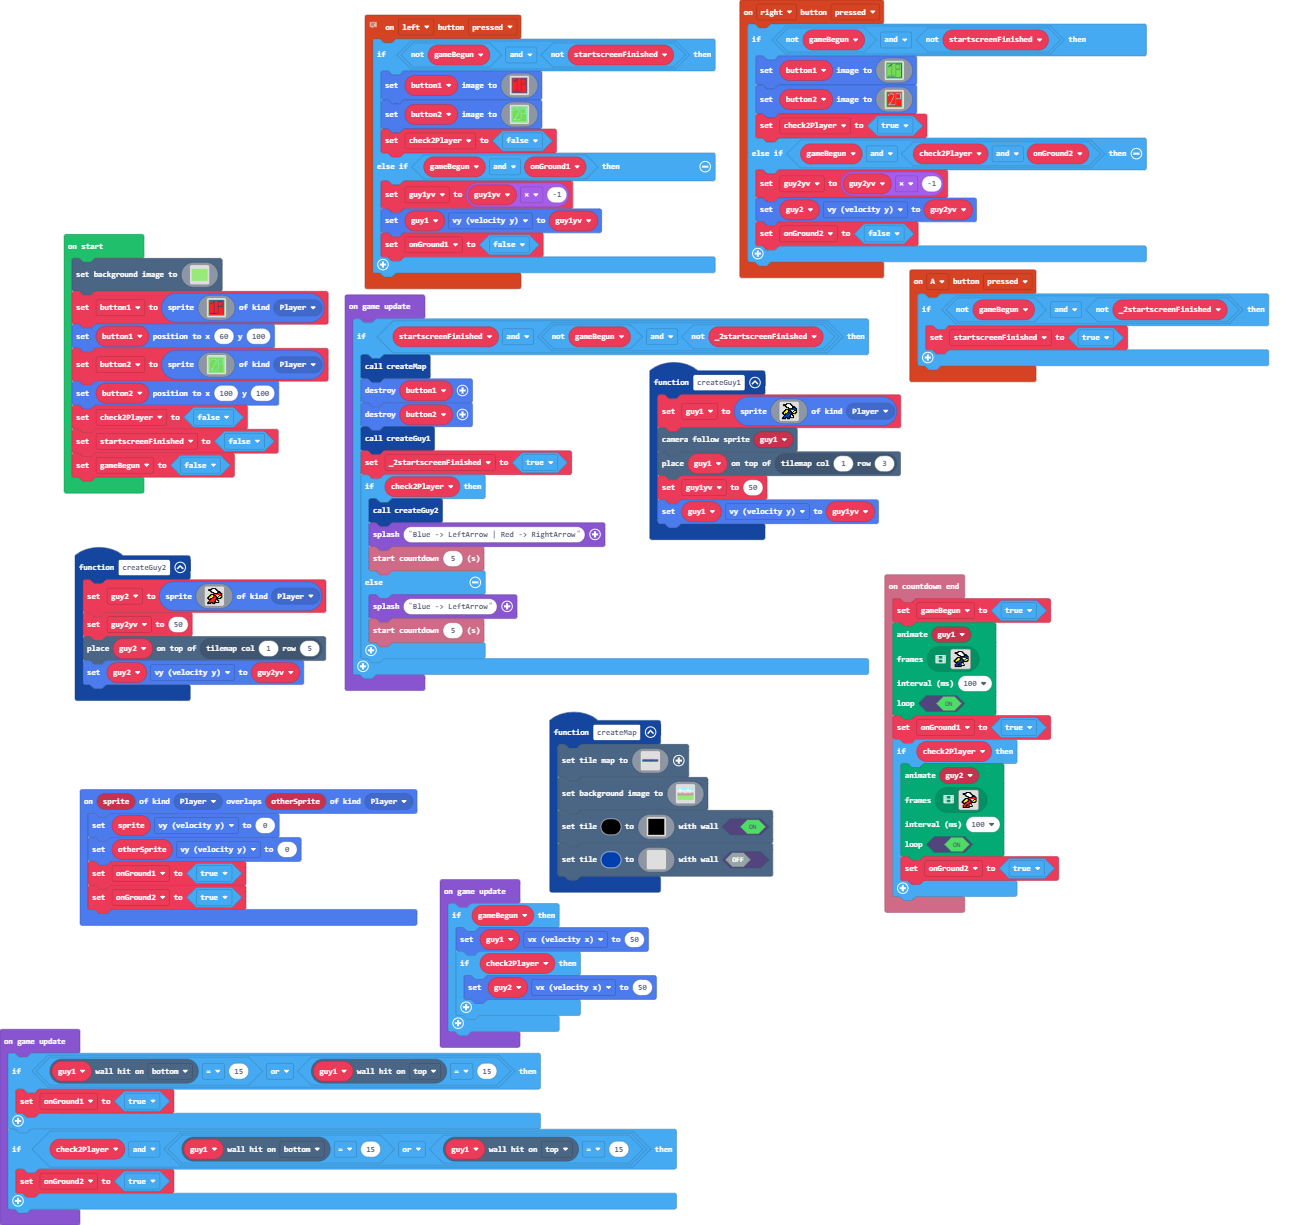 on left button pressed
if not gameBegun and not startscreenFinished then
set button1 image to
set button2 image to
set check2Player to false
else if gameBegun and onGround1 then
set guy1yv to guy1yv × -1
set guy1 vy (velocity y) to guy1yv
set onGround1 to false
on right button pressed
if not gameBegun and not startscreenFinished then
set button1 image to
set button2 image to
set check2Player to true
else if gameBegun and check2Player and onGround2 then
set guy2yv to guy2yv × -1
set guy2 vy (velocity y) to guy2yv
set onGround2 to false
on start
set background image to
set button1 to sprite of kind Player
set button1 position to x 60 y 100
set button2 to sprite of kind Player
set button2 position to x 100 y 100
set check2Player to false
set startscreenFinished to false
set gameBegun to false
on A button pressed
if not gameBegun and not _2startscreenFinished then
set startscreenFinished to true
on game update
if startscreenFinished and not gameBegun and not _2startscreenFinished then
call createMap
destroy button1
destroy button2
call createGuy1
set _2startscreenFinished to true
if check2Player then
call createGuy2
splash "Blue -> LeftArrow | Red -> RightArrow"
start countdown 5 (s)
else
splash "Blue -> LeftArrow"
start countdown 5 (s)
function createGuy1
set guy1 to sprite of kind Player
camera follow sprite guy1
place guy1 on top of tilemap col 1 row 3
set guy1yv to 50
set guy1 vy (velocity y) to guy1yv
function createGuy2
set guy2 to sprite of kind Player
set guy2yv to 50
place guy2 on top of tilemap col 1 row 5
set guy2 vy (velocity y) to guy2yv
on countdown end
set gameBegun to true
animate guy1
frames
interval (ms) 100
loop ON
set onGround1 to true
if check2Player then
animate guy2
frames
interval (ms) 100
loop ON
set onGround2 to true
function createMap
set tile map to
set background image to
set tile to with wall ON
set tile to with wall OFF
on sprite of kind Player overlaps otherSprite of kind Player
set sprite vy (velocity y) to 0
set otherSprite vy (velocity y) to 0
set onGround1 to true
set onGround2 to true
on game update
if gameBegun then
set guy1 vx (velocity x) to 50
if check2Player then
set guy2 vx (velocity x) to 50
on game update
if guy1 wall hit on bottom = 15 or guy1 wall hit on top = 15 then
set onGround1 to true
if check2Player and guy1 wall hit on bottom = 15 or guy1 wall hit on top = 15 then
set onGround2 to true